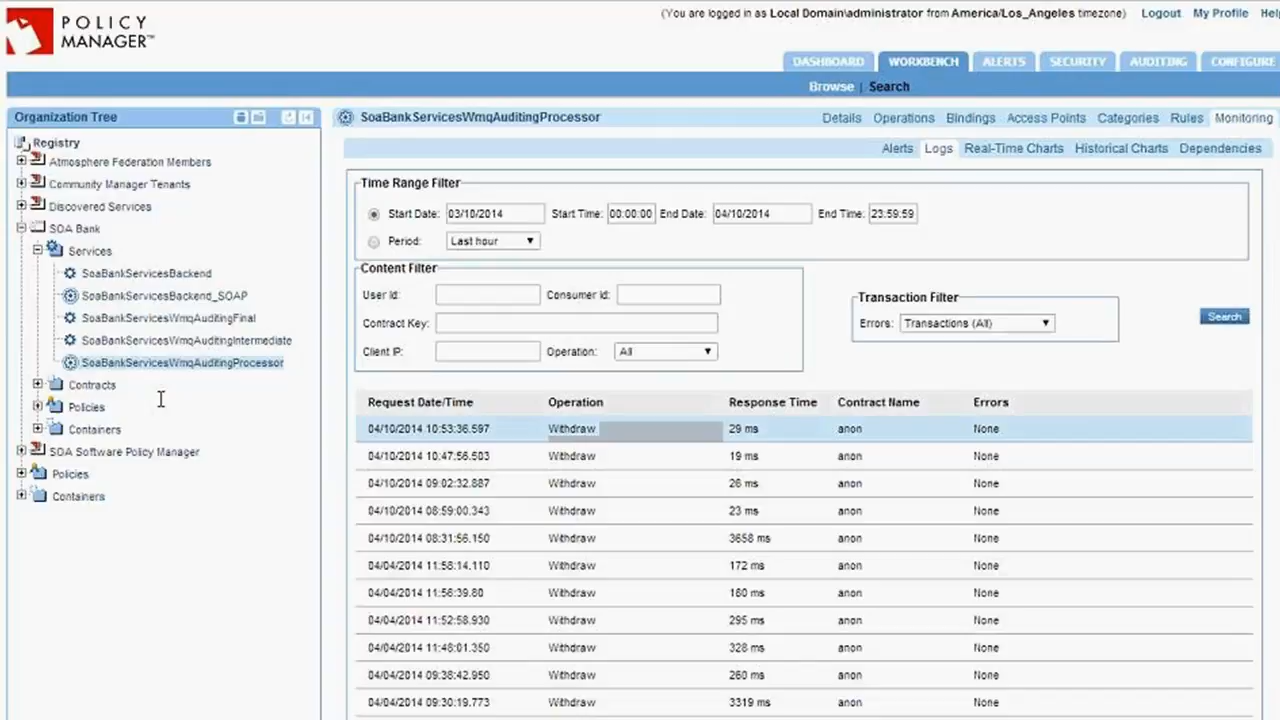 POLICY
MANAGER™
(You are logged in as Local Domain\administrator from America/Los_Angeles timezone)
Logout
My Profile
DASHBOARD
WORKBENCH
ALERTS
SECURITY
AUDITING
CONFIGURE
Browse | Search
Organization Tree
Registry
Atmosphere Federation Members
Community Manager Tenants
Discovered Services
SOA Bank
Services
SoaBankServicesBackend
SoaBankServicesBackend_SOAP
SoaBankServicesWmqAuditingFinal
SoaBankServicesWmqAuditingIntermediate
SoaBankServicesWmqAuditingProcessor
Contracts
Policies
Containers
SOA Software Policy Manager
Policies
Containers
SoaBankServicesWmqAuditingProcessor
Details Operations Bindings Access Points Categories Rules Monitoring
Alerts Logs Real-Time Charts Historical Charts Dependencies
Time Range Filter
Start Date: 03/10/2014 Start Time: 00:00:00 End Date: 04/10/2014 End Time: 23:59:59
Period: Last hour
Content Filter
User Id: Consumer Id:
Contract Key:
Client IP: Operation: All
Transaction Filter
Errors: Transactions (All)
Search
Request Date/Time Operation Response Time Contract Name Errors
04/10/2014 10:53:36.597 Withdraw 29 ms anon None
04/10/2014 10:47:56.503 Withdraw 19 ms anon None
04/10/2014 09:02:32.887 Withdraw 26 ms anon None
04/10/2014 08:59:00.343 Withdraw 23 ms anon None
04/10/2014 08:31:56.150 Withdraw 3658 ms anon None
04/04/2014 11:58:14.110 Withdraw 172 ms anon None
04/04/2014 11:56:39.80 Withdraw 160 ms anon None
04/04/2014 11:52:58.930 Withdraw 295 ms anon None
04/04/2014 11:48:01.350 Withdraw 328 ms anon None
04/04/2014 09:38:42.950 Withdraw 260 ms anon None
04/04/2014 09:30:19.773 Withdraw 3319 ms anon None